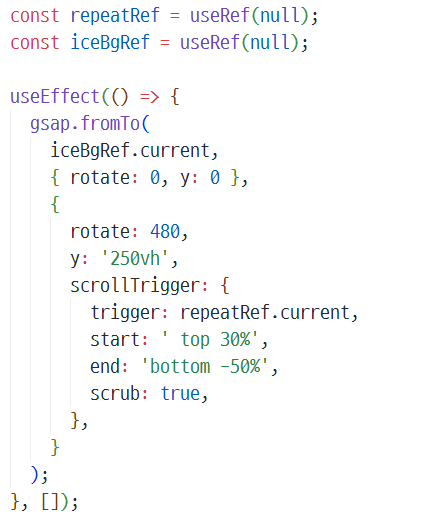 const repeatRef = useRef(null);
const iceBgRef = useRef(null);

useEffect(() => {
  gsap.fromTo(
    iceBgRef.current,
    { rotate: 0, y: 0 },
    {
      rotate: 480,
      y: '250vh',
      scrollTrigger: {
        trigger: repeatRef.current,
        start: ' top 30%',
        end: 'bottom -50%',
        scrub: true,
      },
    }
  );
}, []);